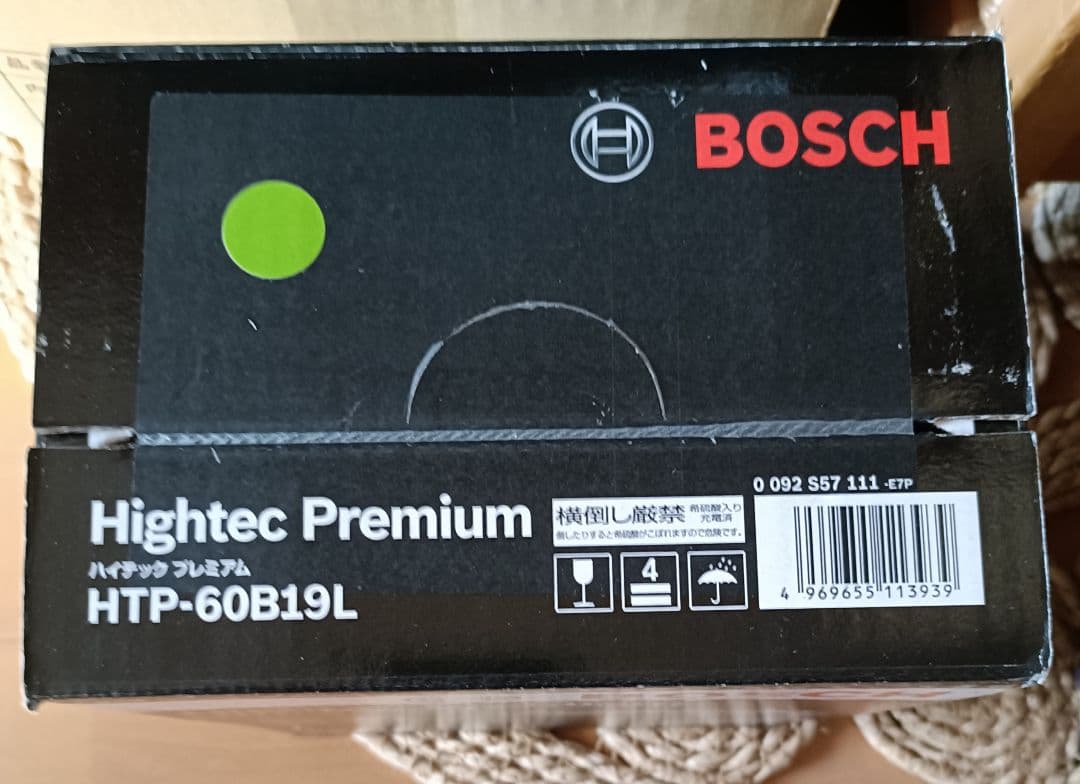 BOSCH
0 092 S57 111 -E7P
Hightec Premium
ハイテック プレミアム
HTP-60B19L
横倒し厳禁 希硫酸入り
充電済
倒したりすると希硫酸がこぼれますので危険です。
4
4 969655 113939